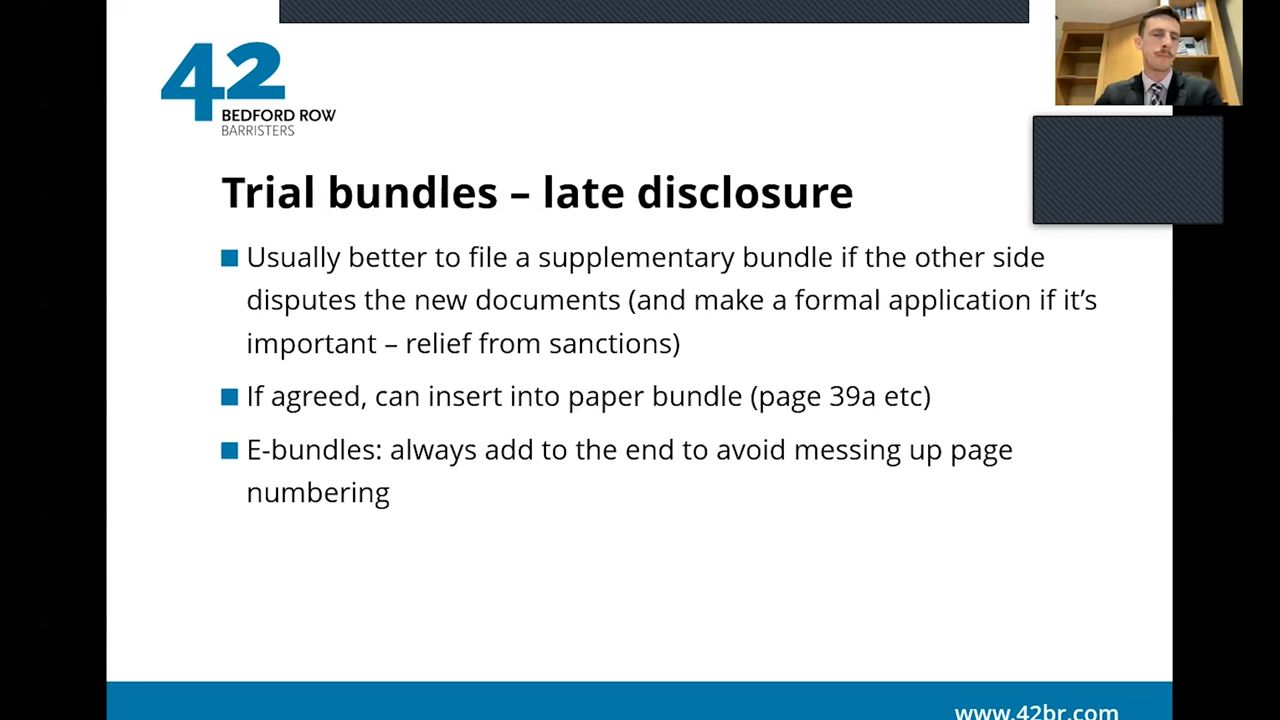 42
BEDFORD ROW
BARRISTERS
Trial bundles – late disclosure
Usually better to file a supplementary bundle if the other side
disputes the new documents (and make a formal application if it’s
important – relief from sanctions)
If agreed, can insert into paper bundle (page 39a etc)
E-bundles: always add to the end to avoid messing up page
numbering
www.42br.com